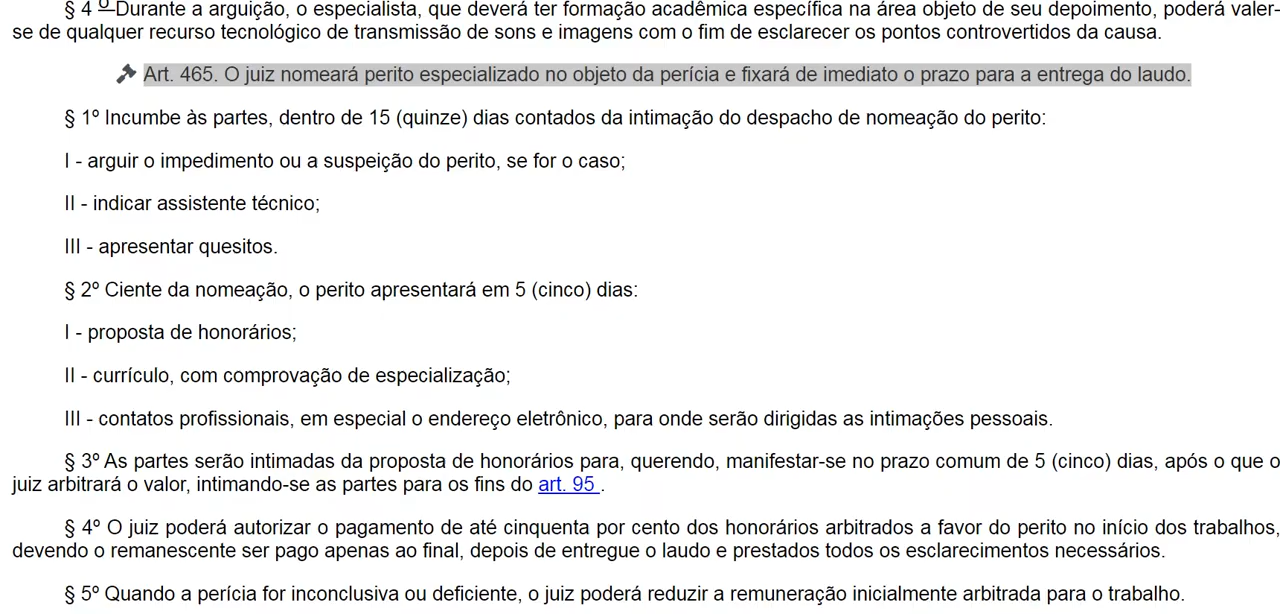 § 4 º Durante a arguição, o especialista, que deverá ter formação acadêmica específica na área objeto de seu depoimento, poderá valer-
se de qualquer recurso tecnológico de transmissão de sons e imagens com o fim de esclarecer os pontos controvertidos da causa.
Art. 465. O juiz nomeará perito especializado no objeto da perícia e fixará de imediato o prazo para a entrega do laudo.
§ 1º Incumbe às partes, dentro de 15 (quinze) dias contados da intimação do despacho de nomeação do perito:
I - arguir o impedimento ou a suspeição do perito, se for o caso;
II - indicar assistente técnico;
III - apresentar quesitos.
§ 2º Ciente da nomeação, o perito apresentará em 5 (cinco) dias:
I - proposta de honorários;
II - currículo, com comprovação de especialização;
III - contatos profissionais, em especial o endereço eletrônico, para onde serão dirigidas as intimações pessoais.
§ 3º As partes serão intimadas da proposta de honorários para, querendo, manifestar-se no prazo comum de 5 (cinco) dias, após o que o
juiz arbitrará o valor, intimando-se as partes para os fins do art. 95 .
§ 4º O juiz poderá autorizar o pagamento de até cinquenta por cento dos honorários arbitrados a favor do perito no início dos trabalhos,
devendo o remanescente ser pago apenas ao final, depois de entregue o laudo e prestados todos os esclarecimentos necessários.
§ 5º Quando a perícia for inconclusiva ou deficiente, o juiz poderá reduzir a remuneração inicialmente arbitrada para o trabalho.